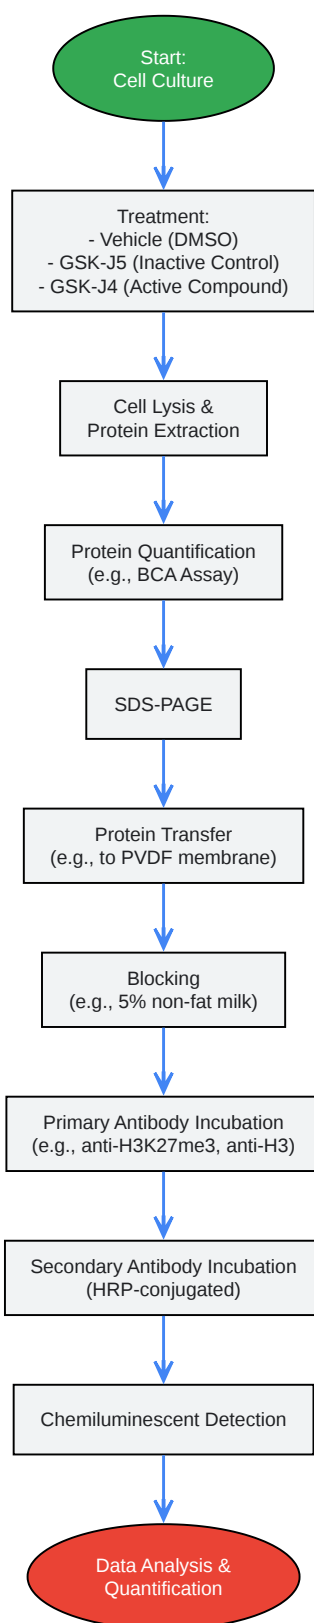 Start:
Cell Culture
Treatment:
- Vehicle (DMSO)
- GSK-J5 (Inactive Control)
- GSK-J4 (Active Compound)
Cell Lysis &
Protein Extraction
Protein Quantification
(e.g., BCA Assay)
SDS-PAGE
Protein Transfer
(e.g., to PVDF membrane)
Blocking
(e.g., 5% non-fat milk)
Primary Antibody Incubation
(e.g., anti-H3K27me3, anti-H3)
Secondary Antibody Incubation
(HRP-conjugated)
Chemiluminescent Detection
Data Analysis &
Quantification